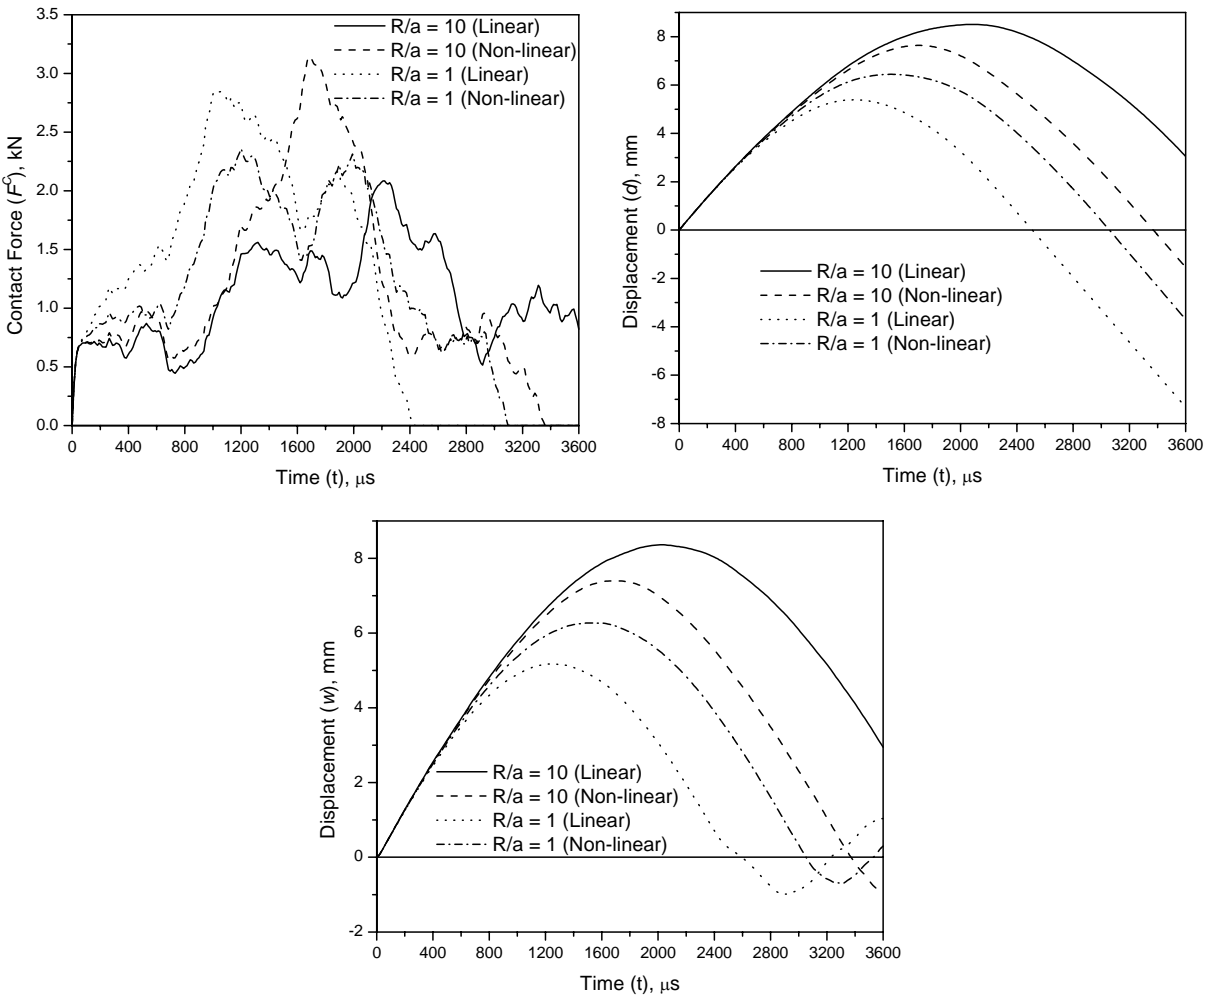 3.5
3.0
2.5
2.0
1.5
1.0
0.5
0.0
Contact Force (F^C), kN
R/a = 10 (Linear)
R/a = 10 (Non-linear)
R/a = 1 (Linear)
R/a = 1 (Non-linear)
0 400 800 1200 1600 2000 2400 2800 3200 3600
Time (t), μs
8
6
4
2
0
-2
-4
-6
-8
Displacement (d), mm
R/a = 10 (Linear)
R/a = 10 (Non-linear)
R/a = 1 (Linear)
R/a = 1 (Non-linear)
0 400 800 1200 1600 2000 2400 2800 3200 3600
Time (t), μs
8
6
4
2
0
-2
Displacement (w), mm
R/a = 10 (Linear)
R/a = 10 (Non-linear)
R/a = 1 (Linear)
R/a = 1 (Non-linear)
0 400 800 1200 1600 2000 2400 2800 3200 3600
Time (t), μs